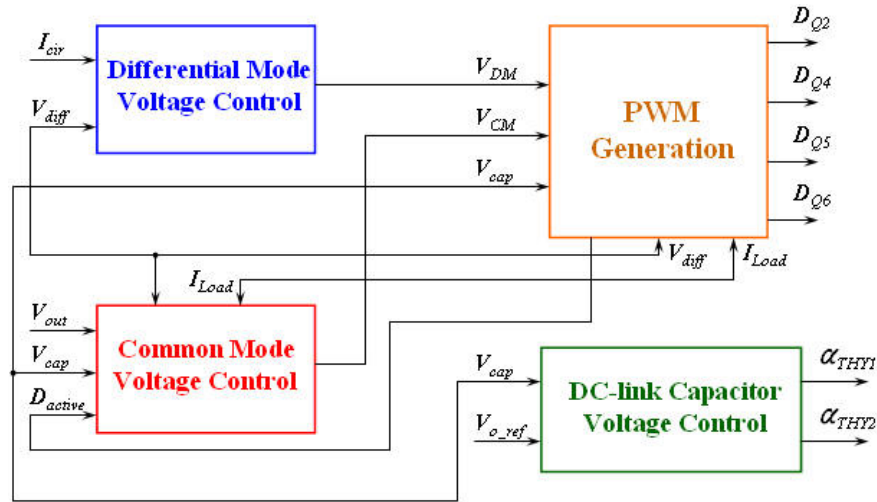 I_cir
V_diff
Differential Mode
Voltage Control
V_DM
V_CM
V_cap
PWM
Generation
D_Q2
D_Q4
D_Q5
D_Q6
V_diff
I_Load
I_Load
V_out
V_cap
D_active
Common Mode
Voltage Control
V_cap
V_o_ref
DC-link Capacitor
Voltage Control
α_THY1
α_THY2